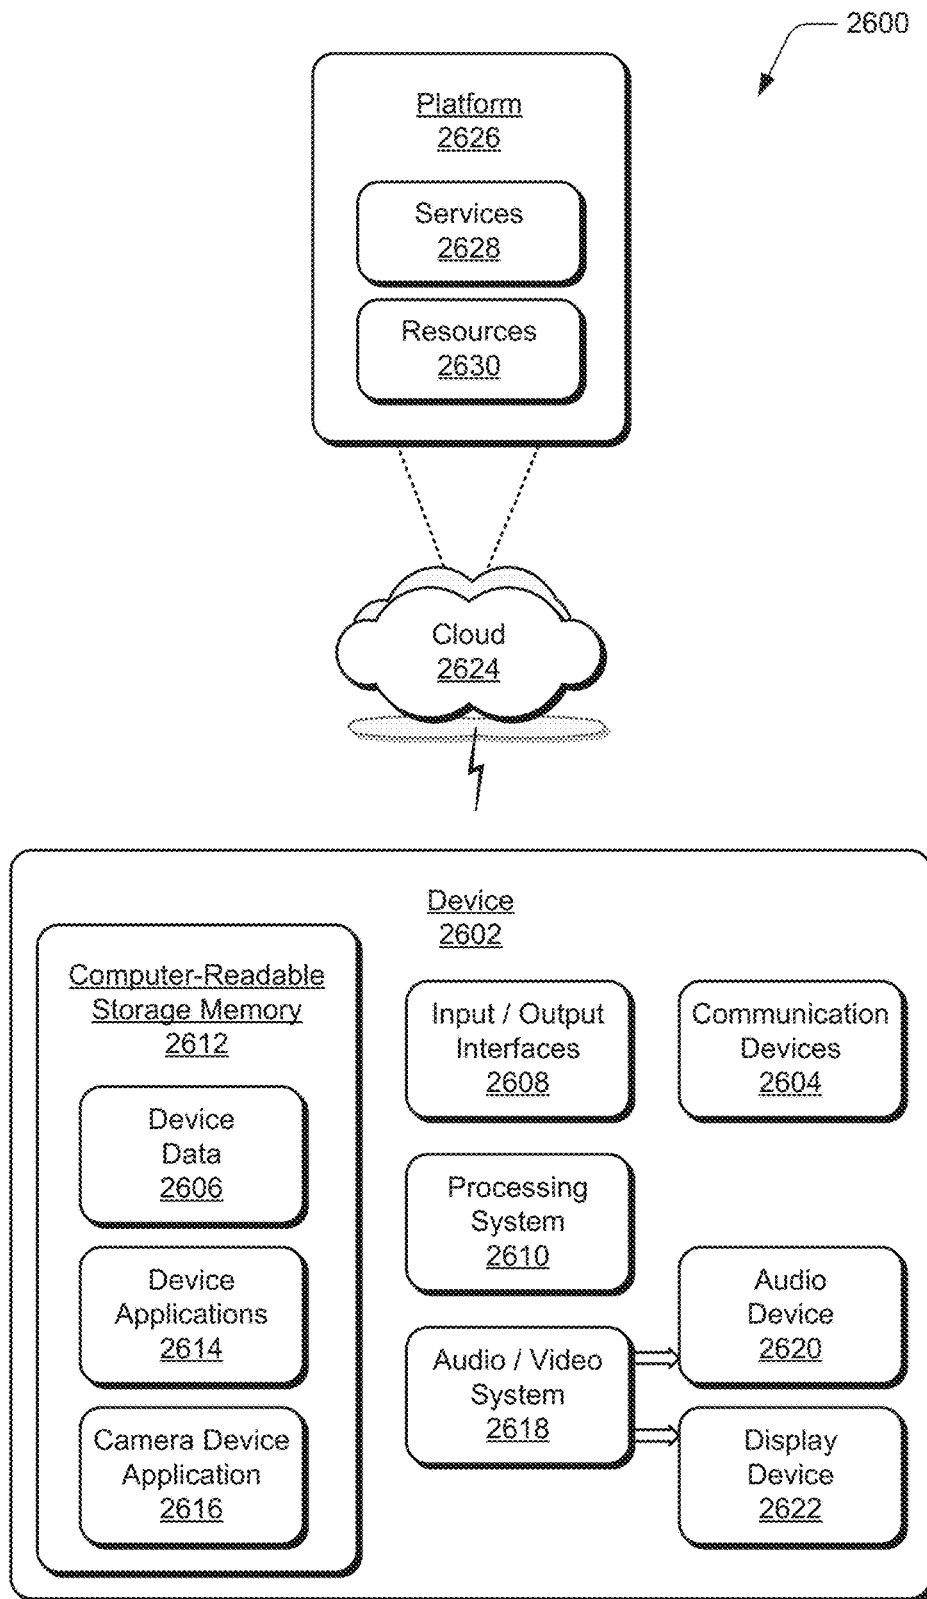 2600
Platform
2626
Services
2628
Resources
2630
Cloud
2624
Device
2602
Computer-Readable
Storage Memory
2612
Device
Data
2606
Device
Applications
2614
Camera Device
Application
2616
Input / Output
Interfaces
2608
Communication
Devices
2604
Processing
System
2610
Audio / Video
System
2618
Audio
Device
2620
Display
Device
2622